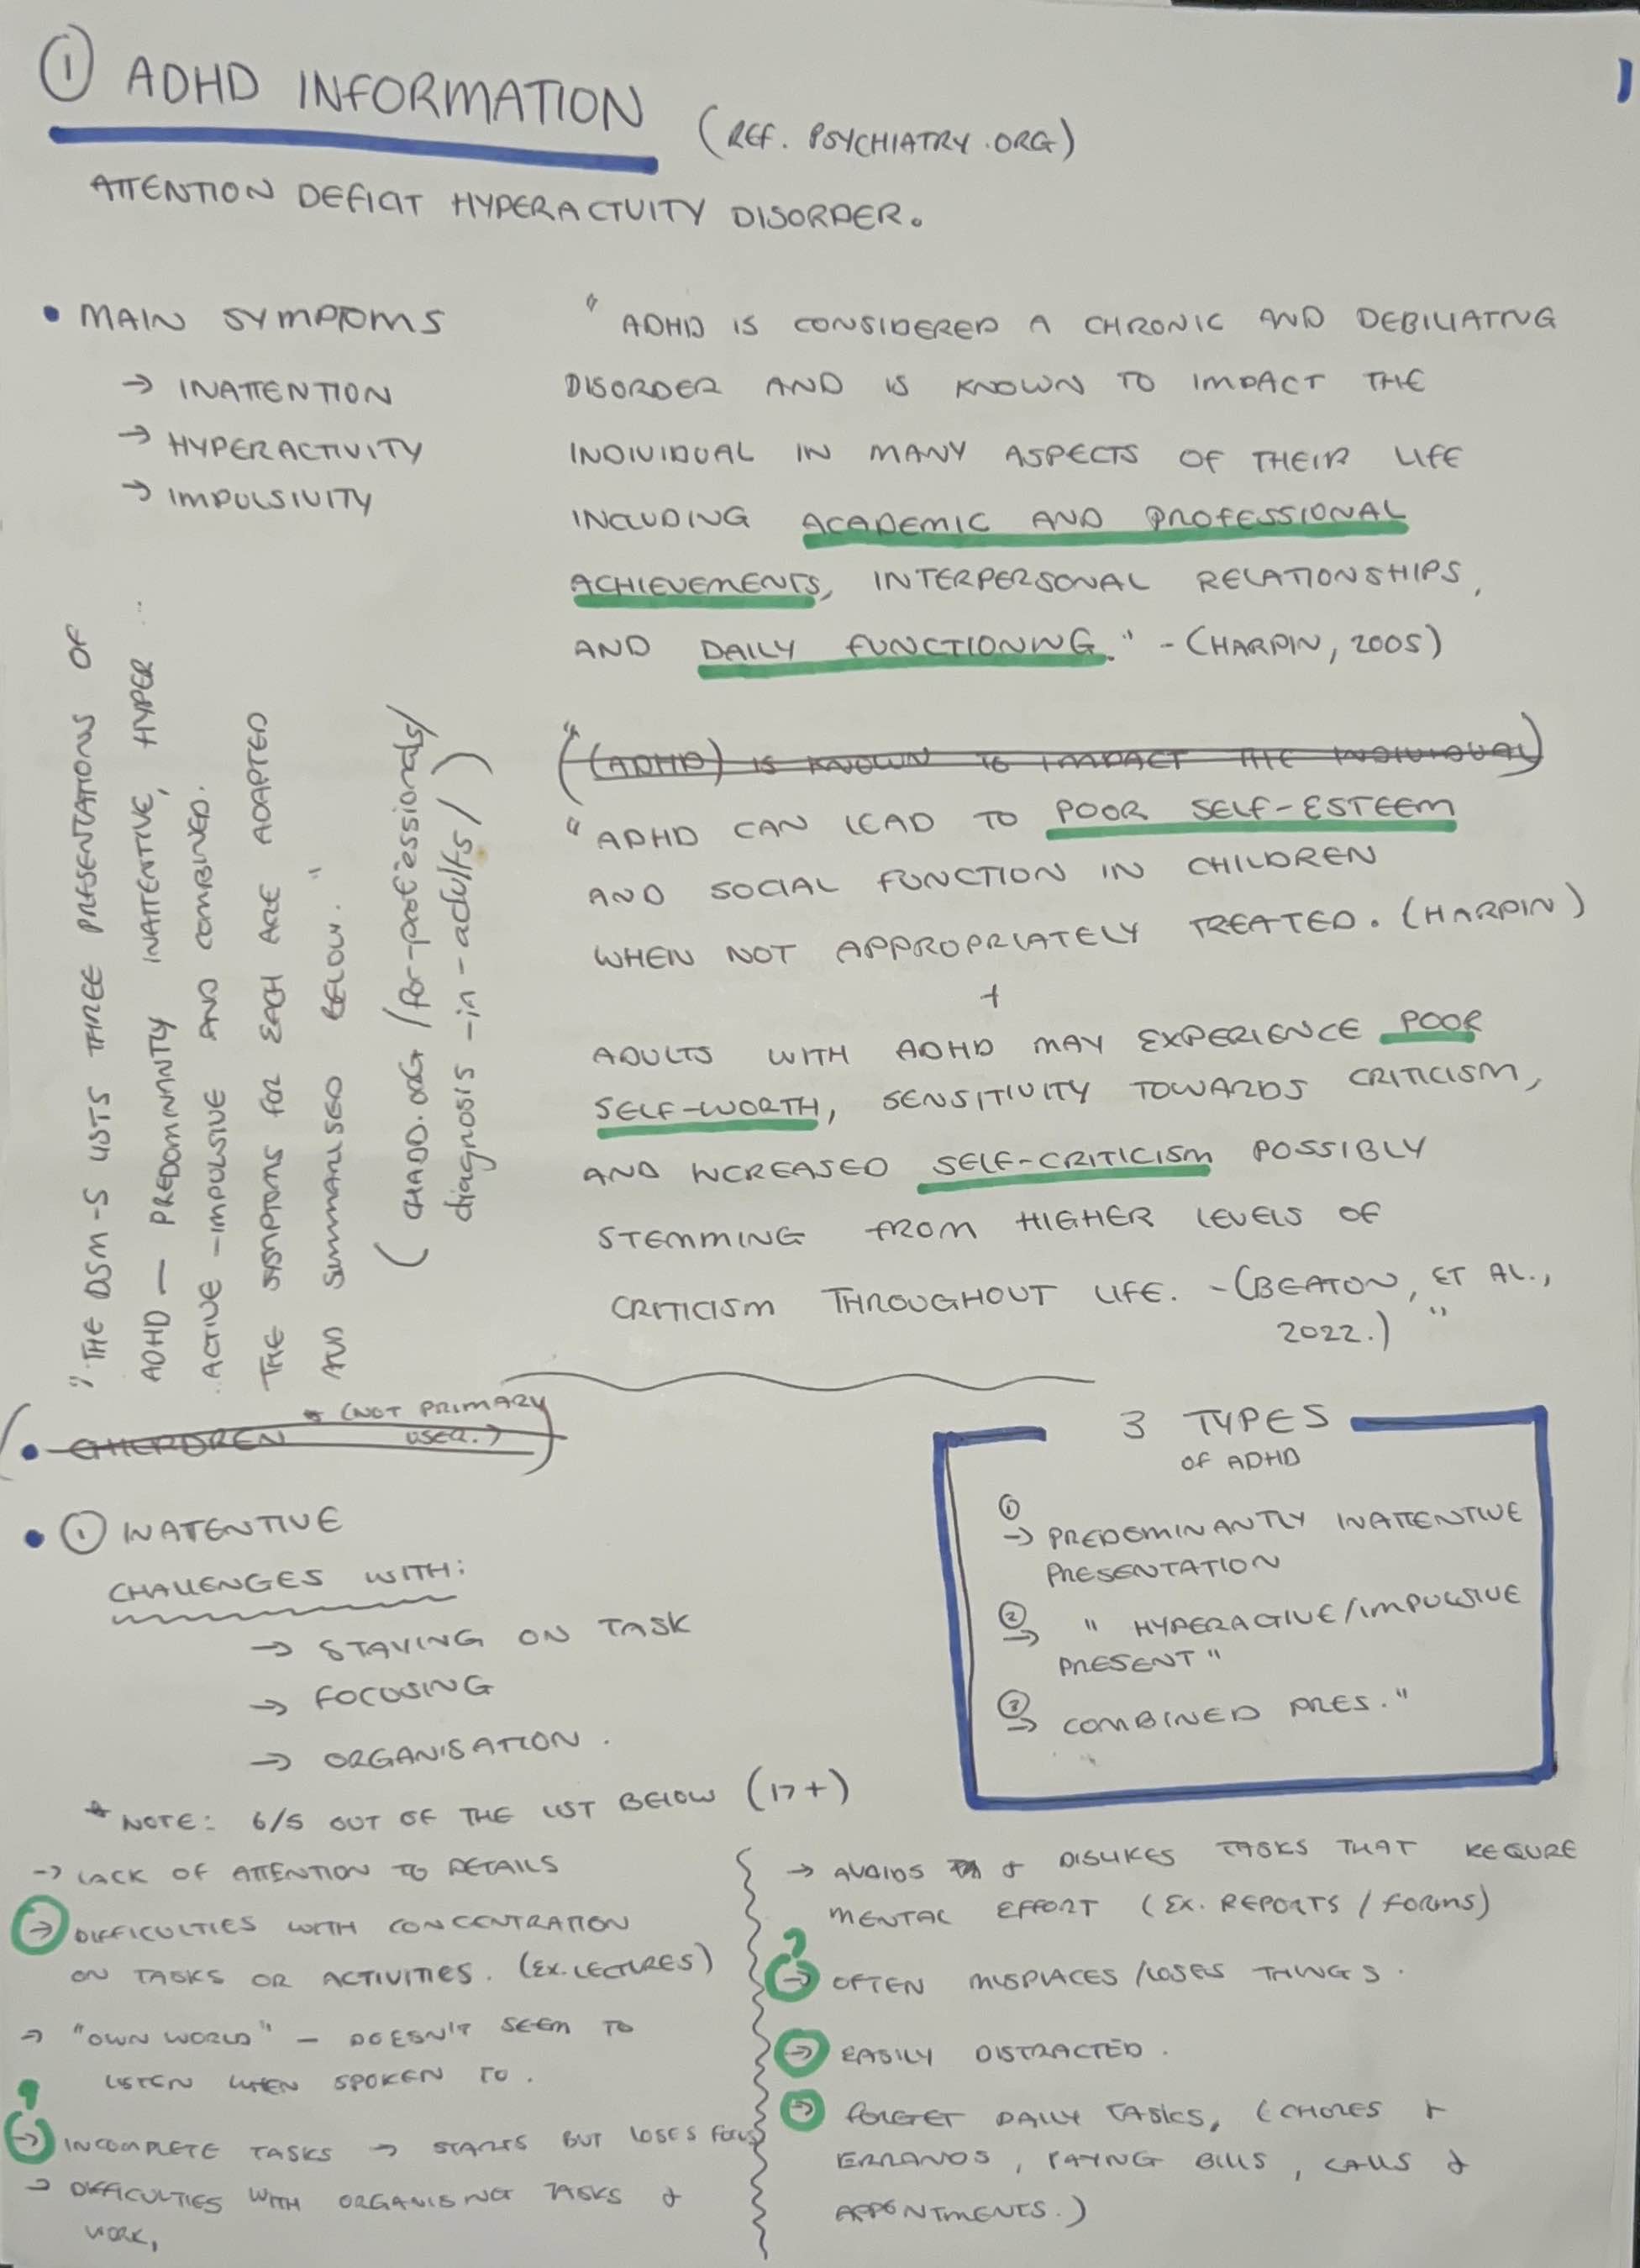 ① ADHD INFORMATION (REF. PSYCHIATRY.ORG)
1
ATTENTION DEFICIT HYPERACTIVITY DISORDER.
• MAIN SYMPTOMS
→ INATTENTION
→ HYPERACTIVITY
→ IMPULSIVITY
" ADHD IS CONSIDERED A CHRONIC AND DEBILIATING
DISORDER AND IS KNOWN TO IMPACT THE
INDIVIDUAL IN MANY ASPECTS OF THEIR LIFE
INCLUDING ACADEMIC AND PROFESSIONAL
ACHIEVEMENTS, INTERPERSONAL RELATIONSHIPS,
AND DAILY FUNCTIONING." - (HARPIN, 2005)
("(ADHD) IS KNOWN TO IMPACT THE INDIVIDUAL)
" ADHD CAN LEAD TO POOR SELF-ESTEEM
AND SOCIAL FUNCTION IN CHILDREN
WHEN NOT APPROPRIATELY TREATED. (HARPIN)
+
ADULTS WITH ADHD MAY EXPERIENCE POOR
SELF-WORTH, SENSITIVITY TOWARDS CRITICISM,
AND INCREASED SELF-CRITICISM POSSIBLY
STEMMING FROM HIGHER LEVELS OF
CRITICISM THROUGHOUT LIFE. - (BEATON, ET AL.,
2022.) "
" THE DSM-5 LISTS THREE PRESENTATIONS OF
ADHD — PREDOMINANTLY INATTENTIVE, HYPER
ACTIVE-IMPULSIVE AND COMBINED.
THE SYMPTOMS FOR EACH ARE ADAPTED
AND SUMMARISED BELOW. "
( CHADD.ORG /for-professionals/
diagnosis-in-adults/ )
( • CHILDREN * (NOT PRIMARY
USER.) )
• ① INATENTIVE
CHALLENGES WITH:
→ STAYING ON TASK
→ FOCUSING
→ ORGANISATION.
3 TYPES
OF ADHD
① → PREDOMINANTLY INATTENTIVE
PRESENTATION
② → " HYPERACTIVE/IMPULSIVE
PRESENT "
③ → COMBINED PRES. "
* NOTE: 6/5 OUT OF THE LIST BELOW (17+)
→ LACK OF ATTENTION TO DETAILS
→ DIFFICULTIES WITH CONCENTRATION
ON TASKS OR ACTIVITIES. (EX. LECTURES)
→ "OWN WORLD" - DOESN'T SEEM TO
LISTEN WHEN SPOKEN TO.
→ INCOMPLETE TASKS → STARTS BUT LOSES FOCUS
→ DIFFICULTIES WITH ORGANISING TASKS &
WORK,
→ AVOIDS & DISLIKES TASKS THAT REQURE
MENTAL EFFORT (EX. REPORTS / FORMS)
→ OFTEN MISPLACES/LOSES THINGS.
→ EASILY DISTRACTED.
→ FORGET DAILY TASKS, (CHORES +
ERRANDS, PAYING BILLS, CALLS &
APPOINTMENTS.)